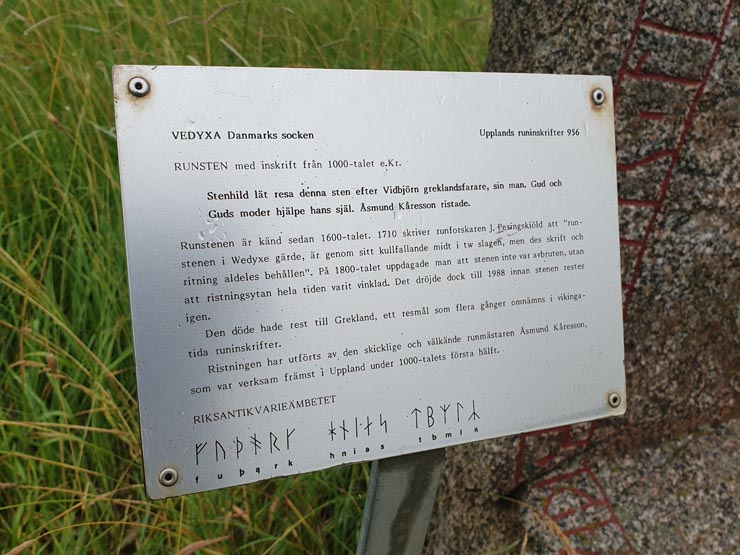 VEDYXA Danmarks socken Upplands runinskrifter 956
RUNSTEN med inskrift från 1000-talet e.Kr.
Stenhild lät resa denna sten efter Vidbjörn greklandsfarare, sin man. Gud och
Guds moder hjälpe hans själ. Åsmund Kåresson ristade.
Runstenen är känd sedan 1600-talet. 1710 skriver runforskaren J. Peringskiöld att "run-
stenen i Wedyxe gärde, är genom sitt kullfallande midt i tw slagen, men des skrift och
ritning aldeles behållen". På 1800-talet uppdagade man att stenen inte var avbruten, utan
att ristningsytan hela tiden varit vinklad. Det dröjde dock till 1988 innan stenen restes
igen.
Den döde hade rest till Grekland, ett resmål som flera gånger omnämns i vikinga-
tida runinskrifter.
Ristningen har utförts av den skicklige och välkände runmästaren Åsmund Kåresson,
som var verksam främst i Uppland under 1000-talets första hälft.
RIKSANTIKVARIEÄMBETET
ᚠ ᚢ ᚦ ᚭ ᚱ ᚴ ᚼ ᚾ ᛁ ᛅ ᛋ ᛏ ᛒ ᛘ ᛚ ᛦ
f u þ ą r k h n i a s t b m l R